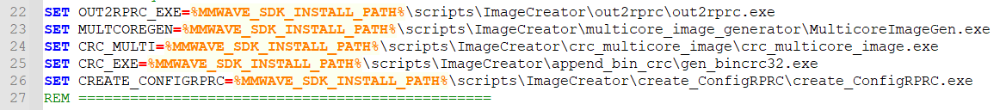 22 SET OUT2RPRC_EXE=%MMWAVE_SDK_INSTALL_PATH%\scripts\ImageCreator\out2rprc\out2rprc.exe
23 SET MULTCOREGEN=%MMWAVE_SDK_INSTALL_PATH%\scripts\ImageCreator\multicore_image_generator\MulticoreImageGen.exe
24 SET CRC_MULTI=%MMWAVE_SDK_INSTALL_PATH%\scripts\ImageCreator\crc_multicore_image\crc_multicore_image.exe
25 SET CRC_EXE=%MMWAVE_SDK_INSTALL_PATH%\scripts\ImageCreator\append_bin_crc\gen_bincrc32.exe
26 SET CREATE_CONFIGRPRC=%MMWAVE_SDK_INSTALL_PATH%\scripts\ImageCreator\create_ConfigRPRC\create_ConfigRPRC.exe
27 REM ================================================